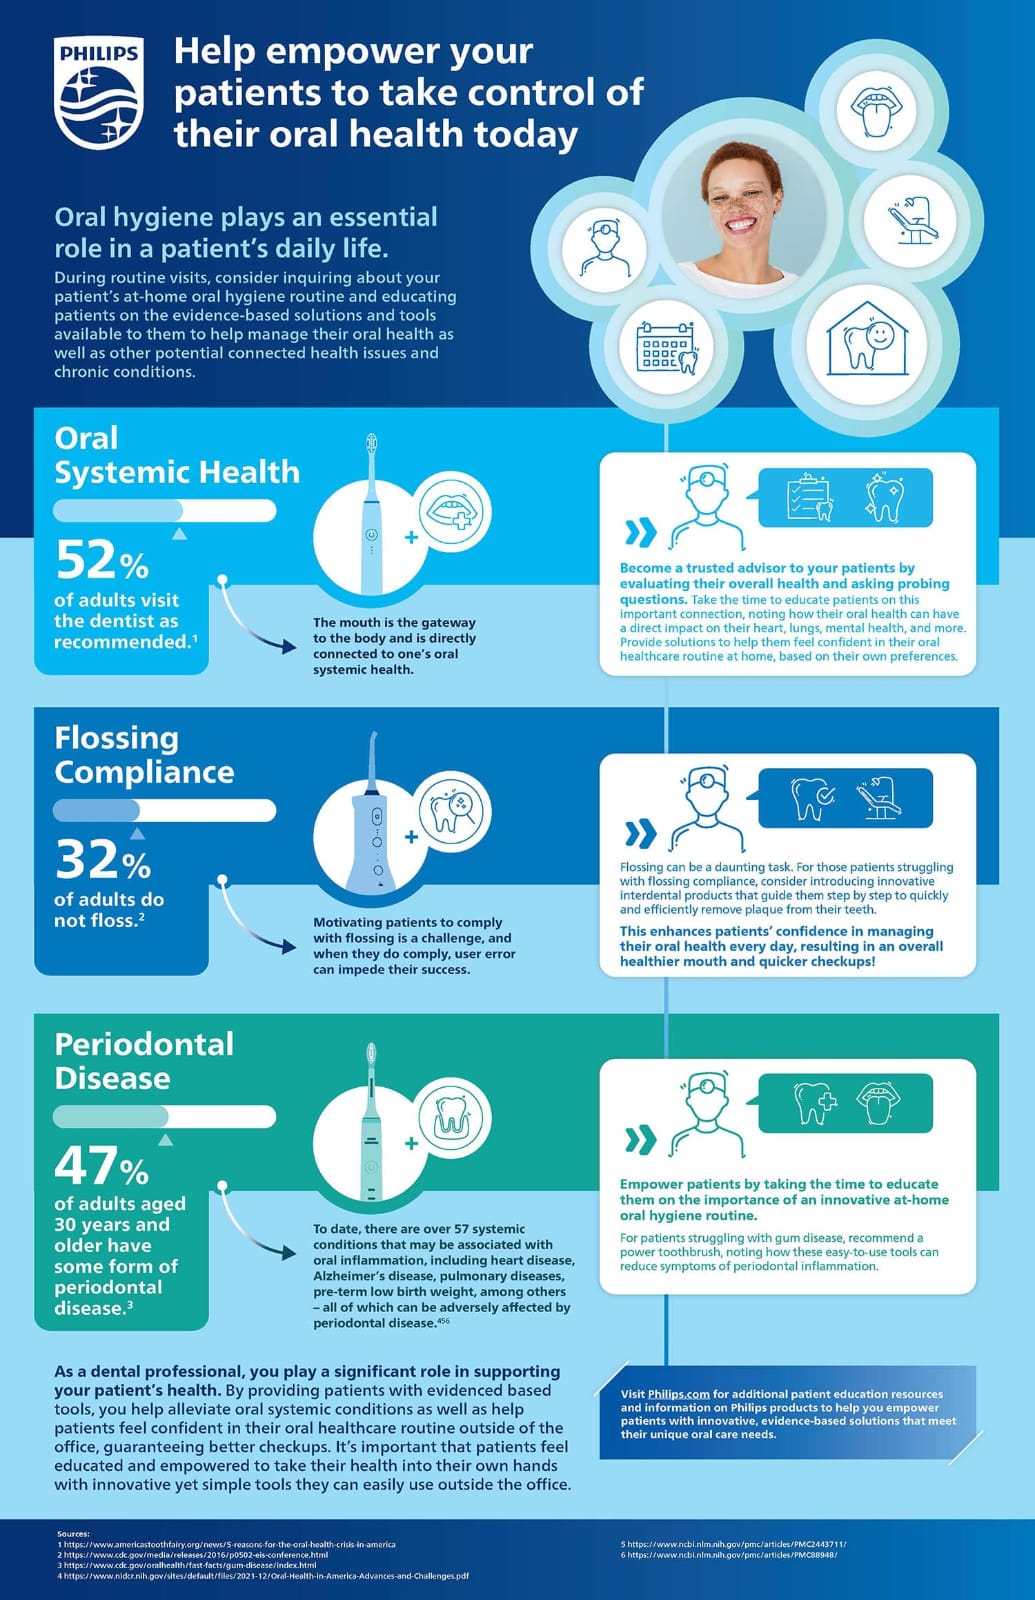 PHILIPS
Help empower your
patients to take control of
their oral health today
Oral hygiene plays an essential
role in a patient's daily life.
During routine visits, consider inquiring about your
patient's at-home oral hygiene routine and educating
patients on the evidence-based solutions and tools
available to them to help manage their oral health as
well as other potential connected health issues and
chronic conditions.
Oral
Systemic Health
52%
of adults visit
the dentist as
recommended.¹
+
The mouth is the gateway
to the body and is directly
connected to one's oral
systemic health.
Become a trusted advisor to your patients by
evaluating their overall health and asking probing
questions. Take the time to educate patients on this
important connection, noting how their oral health can have
a direct impact on their heart, lungs, mental health, and more.
Provide solutions to help them feel confident in their oral
healthcare routine at home, based on their own preferences.
Flossing
Compliance
32%
of adults do
not floss.²
+
Motivating patients to comply
with flossing is a challenge, and
when they do comply, user error
can impede their success.
Flossing can be a daunting task. For those patients struggling
with flossing compliance, consider introducing innovative
interdental products that guide them step by step to quickly
and efficiently remove plaque from their teeth.
This enhances patients' confidence in managing
their oral health every day, resulting in an overall
healthier mouth and quicker checkups!
Periodontal
Disease
47%
of adults aged
30 years and
older have
some form of
periodontal
disease.³
+
To date, there are over 57 systemic
conditions that may be associated with
oral inflammation, including heart disease,
Alzheimer's disease, pulmonary diseases,
pre-term low birth weight, among others
– all of which can be adversely affected by
periodontal disease.⁴⁵⁶
Empower patients by taking the time to educate
them on the importance of an innovative at-home
oral hygiene routine.
For patients struggling with gum disease, recommend a
power toothbrush, noting how these easy-to-use tools can
reduce symptoms of periodontal inflammation.
As a dental professional, you play a significant role in supporting
your patient's health. By providing patients with evidenced based
tools, you help alleviate oral systemic conditions as well as help
patients feel confident in their oral healthcare routine outside of the
office, guaranteeing better checkups. It's important that patients feel
educated and empowered to take their health into their own hands
with innovative yet simple tools they can easily use outside the office.
Visit Philips.com for additional patient education resources
and information on Philips products to help you empower
patients with innovative, evidence-based solutions that meet
their unique oral care needs.
Sources:
1 https://www.americastoothfairy.org/news/5-reasons-for-the-oral-health-crisis-in-america
2 https://www.cdc.gov/media/releases/2016/p0502-eis-conference.html
3 https://www.cdc.gov/oralhealth/fast-facts/gum-disease/index.html
4 https://www.nidcr.nih.gov/sites/default/files/2021-12/Oral-Health-in-America-Advances-and-Challenges.pdf
5 https://www.ncbi.nlm.nih.gov/pmc/articles/PMC2443711/
6 https://www.ncbi.nlm.nih.gov/pmc/articles/PMC88948/